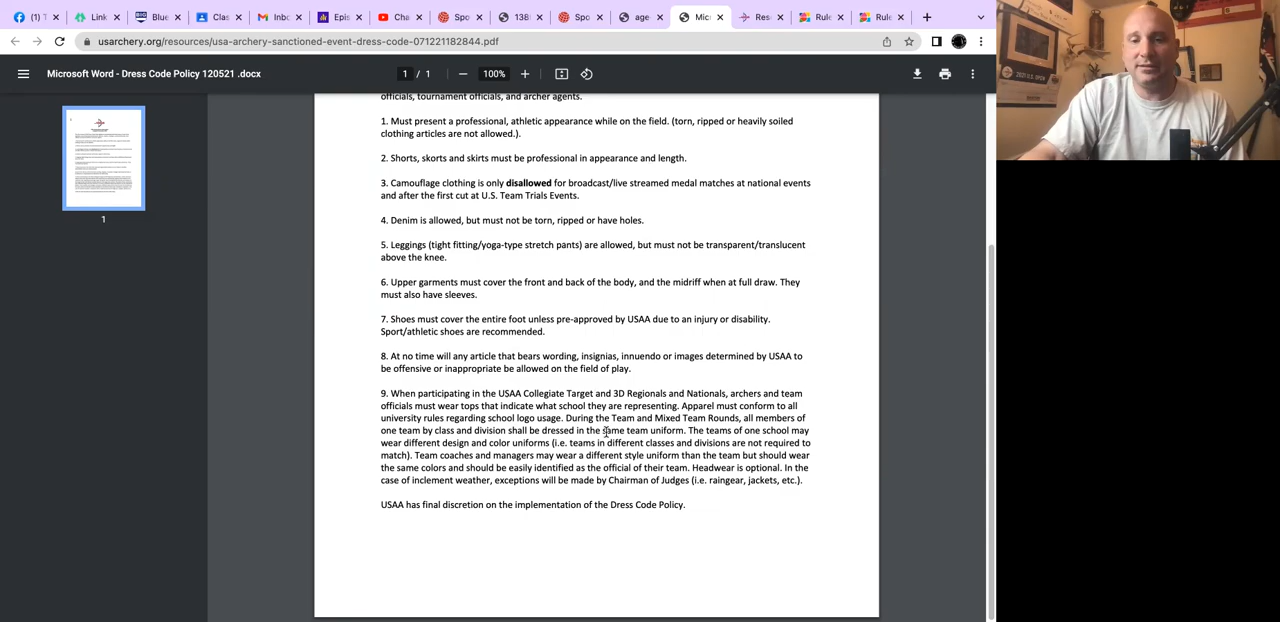 (1) T
Link
Blue
Clas
Inbo
Epis
Cha
Spo
138
Spo
age
Mic
Res
Rule
Rule
usarchery.org/resources/usa-archery-sanctioned-event-dress-code-071221182844.pdf
Microsoft Word - Dress Code Policy 120521 .docx
1 / 1
100%
1
officials, tournament officials, and archer agents.
1. Must present a professional, athletic appearance while on the field. (torn, ripped or heavily soiled
clothing articles are not allowed.).
2. Shorts, skorts and skirts must be professional in appearance and length.
3. Camouflage clothing is only disallowed for broadcast/live streamed medal matches at national events
and after the first cut at U.S. Team Trials Events.
4. Denim is allowed, but must not be torn, ripped or have holes.
5. Leggings (tight fitting/yoga-type stretch pants) are allowed, but must not be transparent/translucent
above the knee.
6. Upper garments must cover the front and back of the body, and the midriff when at full draw. They
must also have sleeves.
7. Shoes must cover the entire foot unless pre-approved by USAA due to an injury or disability.
Sport/athletic shoes are recommended.
8. At no time will any article that bears wording, insignias, innuendo or images determined by USAA to
be offensive or inappropriate be allowed on the field of play.
9. When participating in the USAA Collegiate Target and 3D Regionals and Nationals, archers and team
officials must wear tops that indicate what school they are representing. Apparel must conform to all
university rules regarding school logo usage. During the Team and Mixed Team Rounds, all members of
one team by class and division shall be dressed in the same team uniform. The teams of one school may
wear different design and color uniforms (i.e. teams in different classes and divisions are not required to
match). Team coaches and managers may wear a different style uniform than the team but should wear
the same colors and should be easily identified as the official of their team. Headwear is optional. In the
case of inclement weather, exceptions will be made by Chairman of Judges (i.e. raingear, jackets, etc.).
USAA has final discretion on the implementation of the Dress Code Policy.
2021 U.S. OPEN